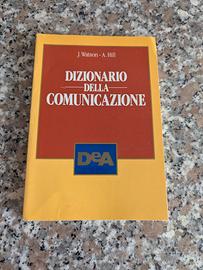 J. Watson - A. Hill
DIZIONARIO
DELLA
COMUNICAZIONE
DeA